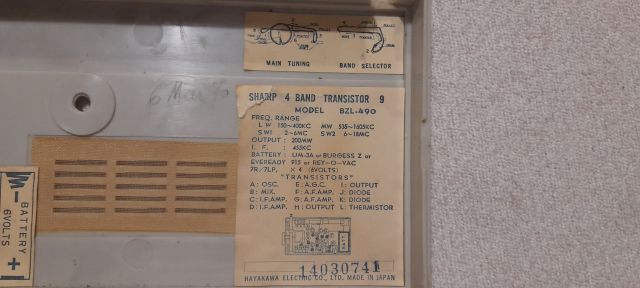 MAIN TUNING
BAND SELECTOR
SHARP 4 BAND TRANSISTOR 9
MODEL BZL-490
FREQ. RANGE
LW 150~400KC MW 535~1605KC
SW1 2~6MC SW2 6~18MC
OUTPUT : 200MW
I. F. : 455KC
BATTERY : UM-3A or BURGESS Z or
EVEREADY 915 or REY-O-VAC
7R/7LP, X 4 (6VOLTS)
"TRANSISTORS"
A: OSC. E: A.G.C. I: OUTPUT
B: MIX. F: A.F.AMP. J: DIODE
C: I.F.AMP. G: A.F.AMP. K: DIODE
D: I.F.AMP. H: OUTPUT L: THERMISTOR
14030741
HAYAKAWA ELECTRIC CO., LTD. MADE IN JAPAN
BATTERY
6VOLTS